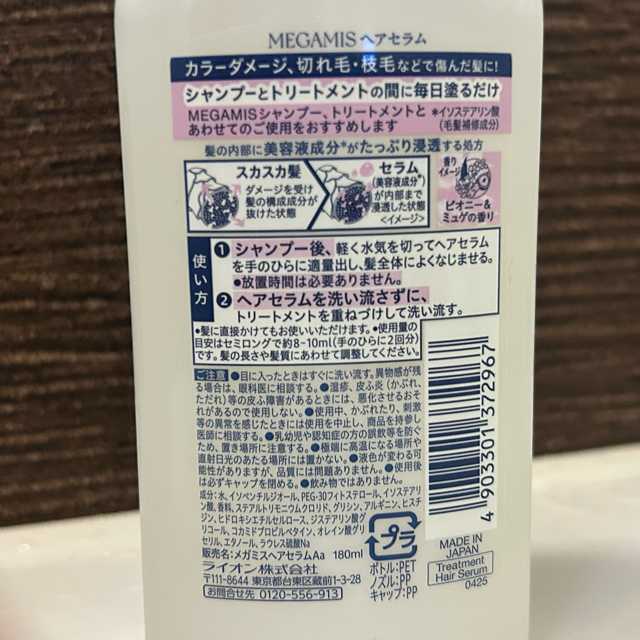 MEGAMIS ヘアセラム
カラーダメージ、切れ毛・枝毛などで傷んだ髪に!
シャンプーとトリートメントの間に毎日塗るだけ
MEGAMISシャンプー、トリートメントと
あわせてのご使用をおすすめします
*イソステアリン酸
(毛髪補修成分)
髪の内部に美容液成分*がたっぷり浸透する処方
スカスカ髪
ダメージを受け
髪の構成成分が
抜けた状態
セラム
(美容液成分*)
が内部まで
浸透した状態
<イメージ>
香り
イメージ
ピオニー&
ミュゲの香り
使い方
1 シャンプー後、軽く水気を切ってヘアセラム
を手のひらに適量出し、髪全体によくなじませる。
●放置時間は必要ありません。
2 ヘアセラムを洗い流さずに、
トリートメントを重ねづけして洗い流す。
●髪に直接かけてもお使いいただけます。●使用量の
目安はセミロングで約8~10ml(手のひらに2回分)
です。髪の長さや髪質にあわせて調整してください。
ご注意 ●目に入ったときはすぐに洗い流す。異物感が残
る場合は、眼科医に相談する。●湿疹、皮ふ炎(かぶれ、
ただれ)等の皮ふ障害があるときには、悪化させるおそ
れがあるので使用しない。●使用中、かぶれたり、刺激
等の異常を感じたときには使用を中止し、商品を持参し
医師に相談する。●乳幼児や認知症の方の誤飲等を防ぐ
ため、置き場所に注意する。●極端に高温になる場所や
直射日光のあたる場所には置かない。●液色が変わる可
能性がありますが、品質には問題ありません。●使用後
は必ずキャップを閉める。●飲み物ではありません。
成分:水、イソペンチルジオール、PEG-30フィトステロール、イソステアリ
ン酸、香料、ステアルトリモニウムクロリド、グリシン、アルギニン、ヒスチ
ジン、ヒドロキシエチルセルロース、ジステアリン酸グ
リコール、コカミドプロピルベタイン、オレイン酸グリ
セリル、エタノール、ラウレス硫酸Na
販売名:メガミスヘアセラムAa 180ml
ライオン株式会社
〒111-8644 東京都台東区蔵前1-3-28
お問合せ先 0120-556-913
プラ
ボトル:PET
ノズル:PP
キャップ:PP
4 903301 372967
MADE IN
JAPAN
Treatment
Hair Serum
0425